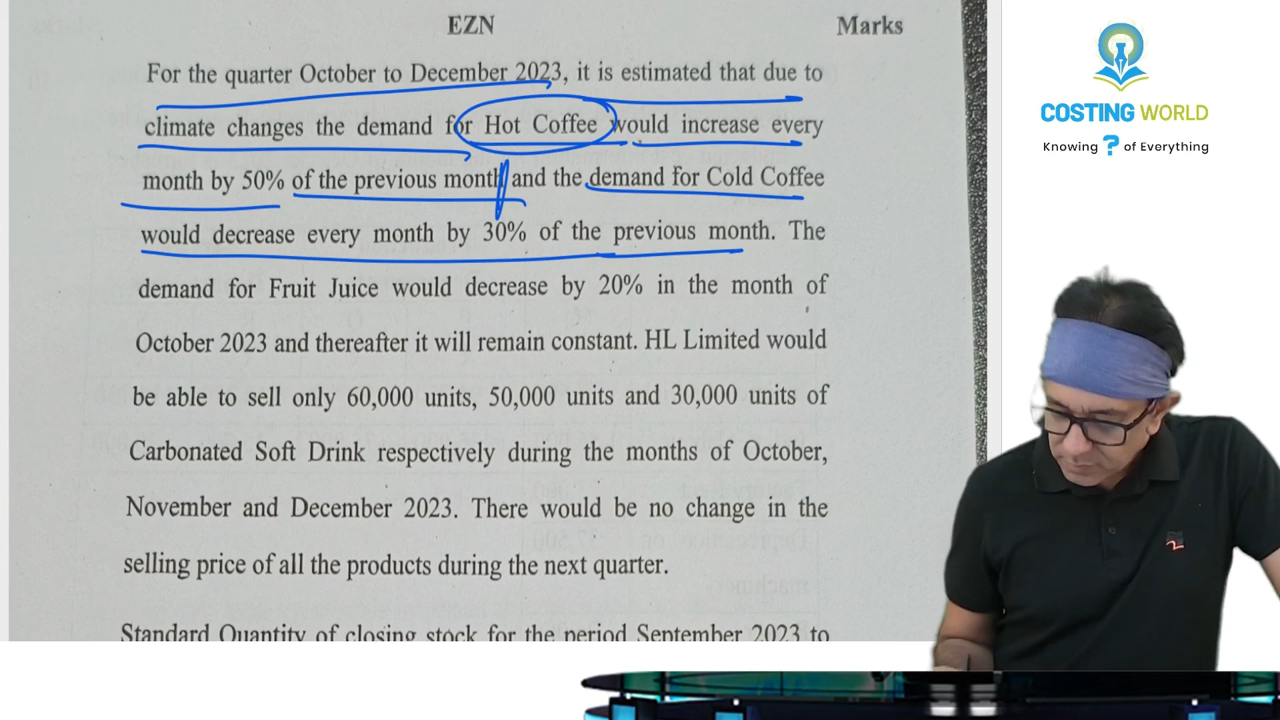 EZN Marks
For the quarter October to December 2023, it is estimated that due to
climate changes the demand for Hot Coffee would increase every
month by 50% of the previous month and the demand for Cold Coffee
would decrease every month by 30% of the previous month. The
demand for Fruit Juice would decrease by 20% in the month of
October 2023 and thereafter it will remain constant. HL Limited would
be able to sell only 60,000 units, 50,000 units and 30,000 units of
Carbonated Soft Drink respectively during the months of October,
November and December 2023. There would be no change in the
selling price of all the products during the next quarter.
Standard Quantity of closing stock for the period September 2023 to
COSTING WORLD
Knowing ? of Everything